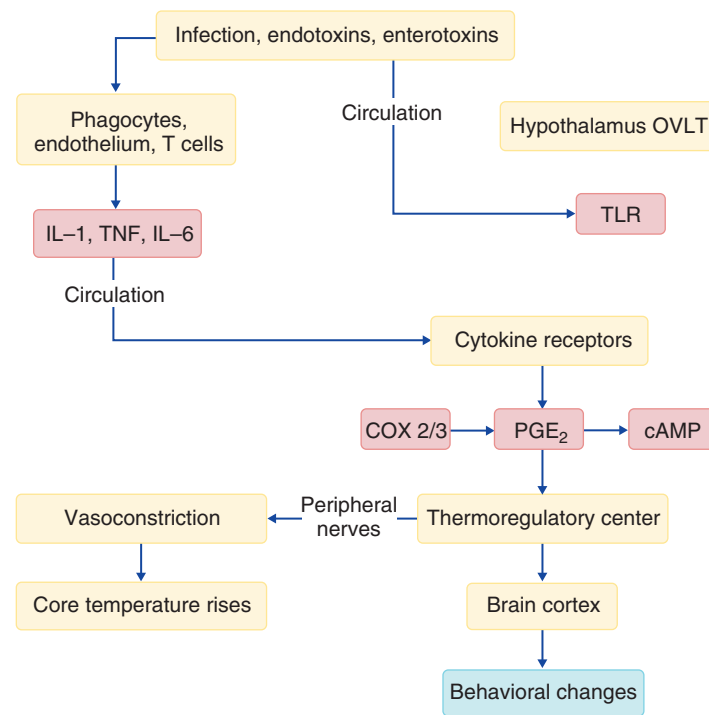 Infection, endotoxins, enterotoxins
Circulation
Phagocytes,
endothelium, T cells
Hypothalamus OVLT
TLR
IL–1, TNF, IL–6
Circulation
Cytokine receptors
COX 2/3
PGE₂
cAMP
Vasoconstriction
Peripheral
nerves
Thermoregulatory center
Core temperature rises
Brain cortex
Behavioral changes